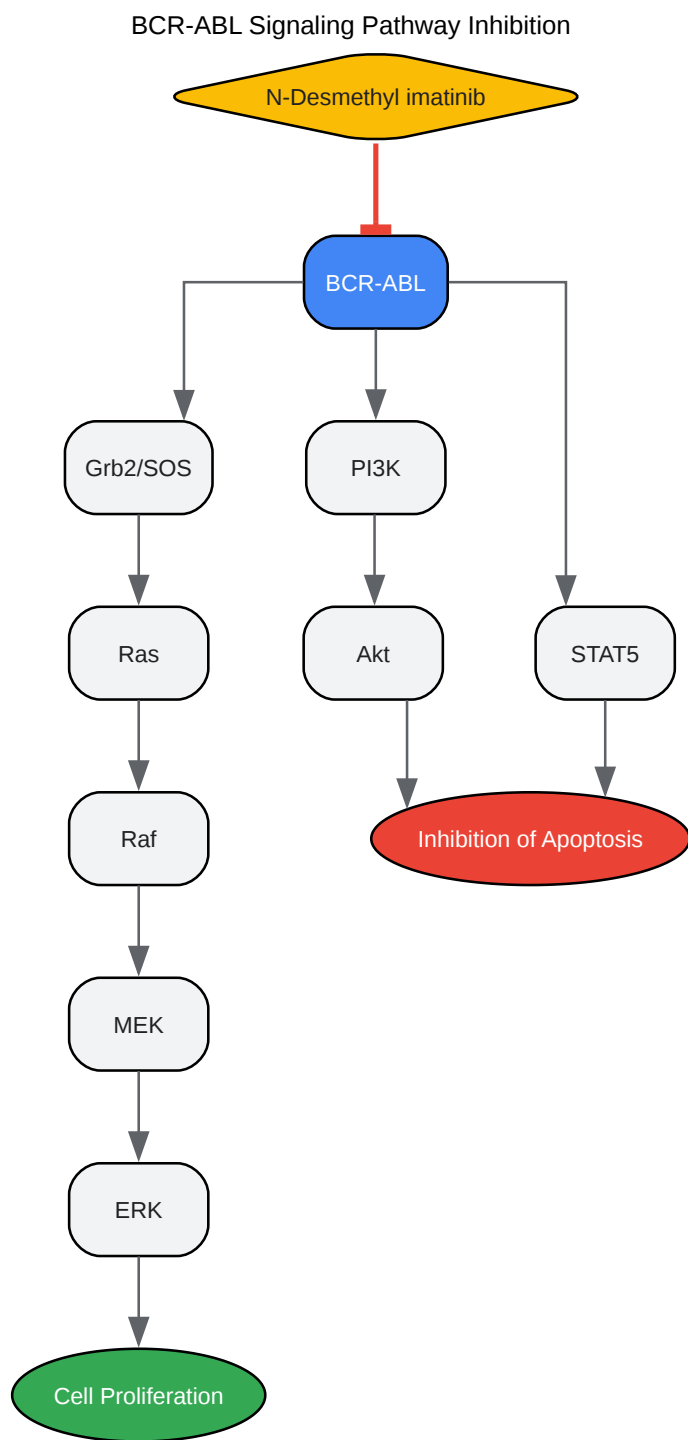 BCR-ABL Signaling Pathway Inhibition
N-Desmethyl imatinib
BCR-ABL
Grb2/SOS
PI3K
Ras
Akt
STAT5
Raf
Inhibition of Apoptosis
MEK
ERK
Cell Proliferation